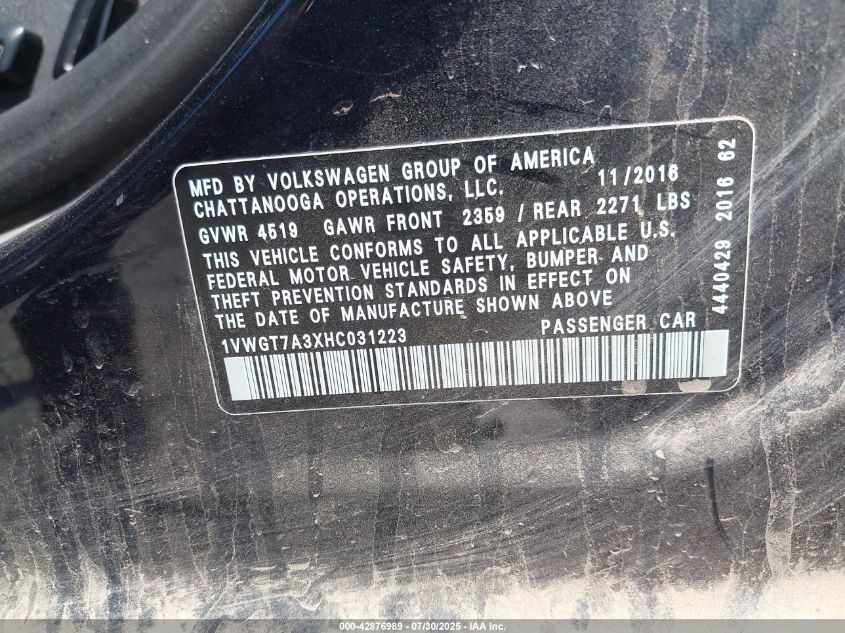 MFD BY VOLKSWAGEN GROUP OF AMERICA
CHATTANOOGA OPERATIONS, LLC. 11/2016
GVWR 4519 GAWR FRONT 2359 / REAR 2271 LBS
THIS VEHICLE CONFORMS TO ALL APPLICABLE U.S.
FEDERAL MOTOR VEHICLE SAFETY, BUMPER AND
THEFT PREVENTION STANDARDS IN EFFECT ON
THE DATE OF MANUFACTURE SHOWN ABOVE
1VWGT7A3XHC031223 PASSENGER CAR
4440429 2016 62
000-42876989 | 07/30/2025 - IAA Inc.